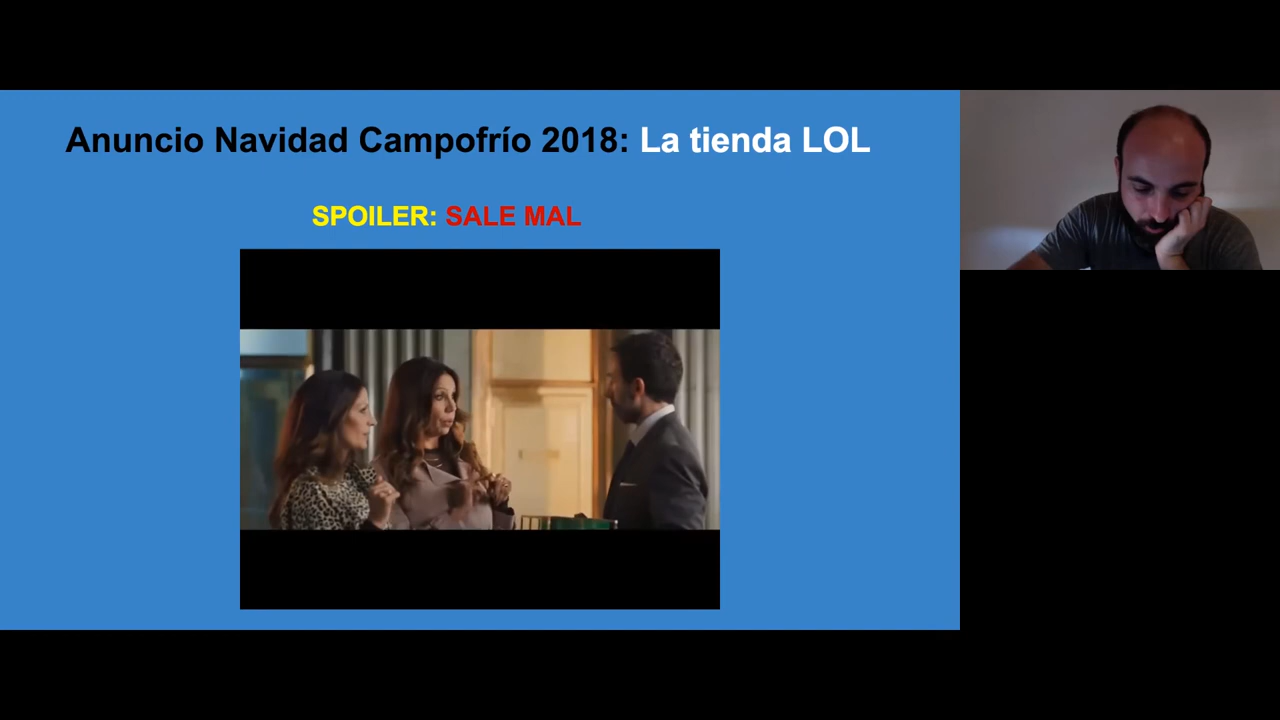 Anuncio Navidad Campofrío 2018: La tienda LOL
SPOILER: SALE MAL